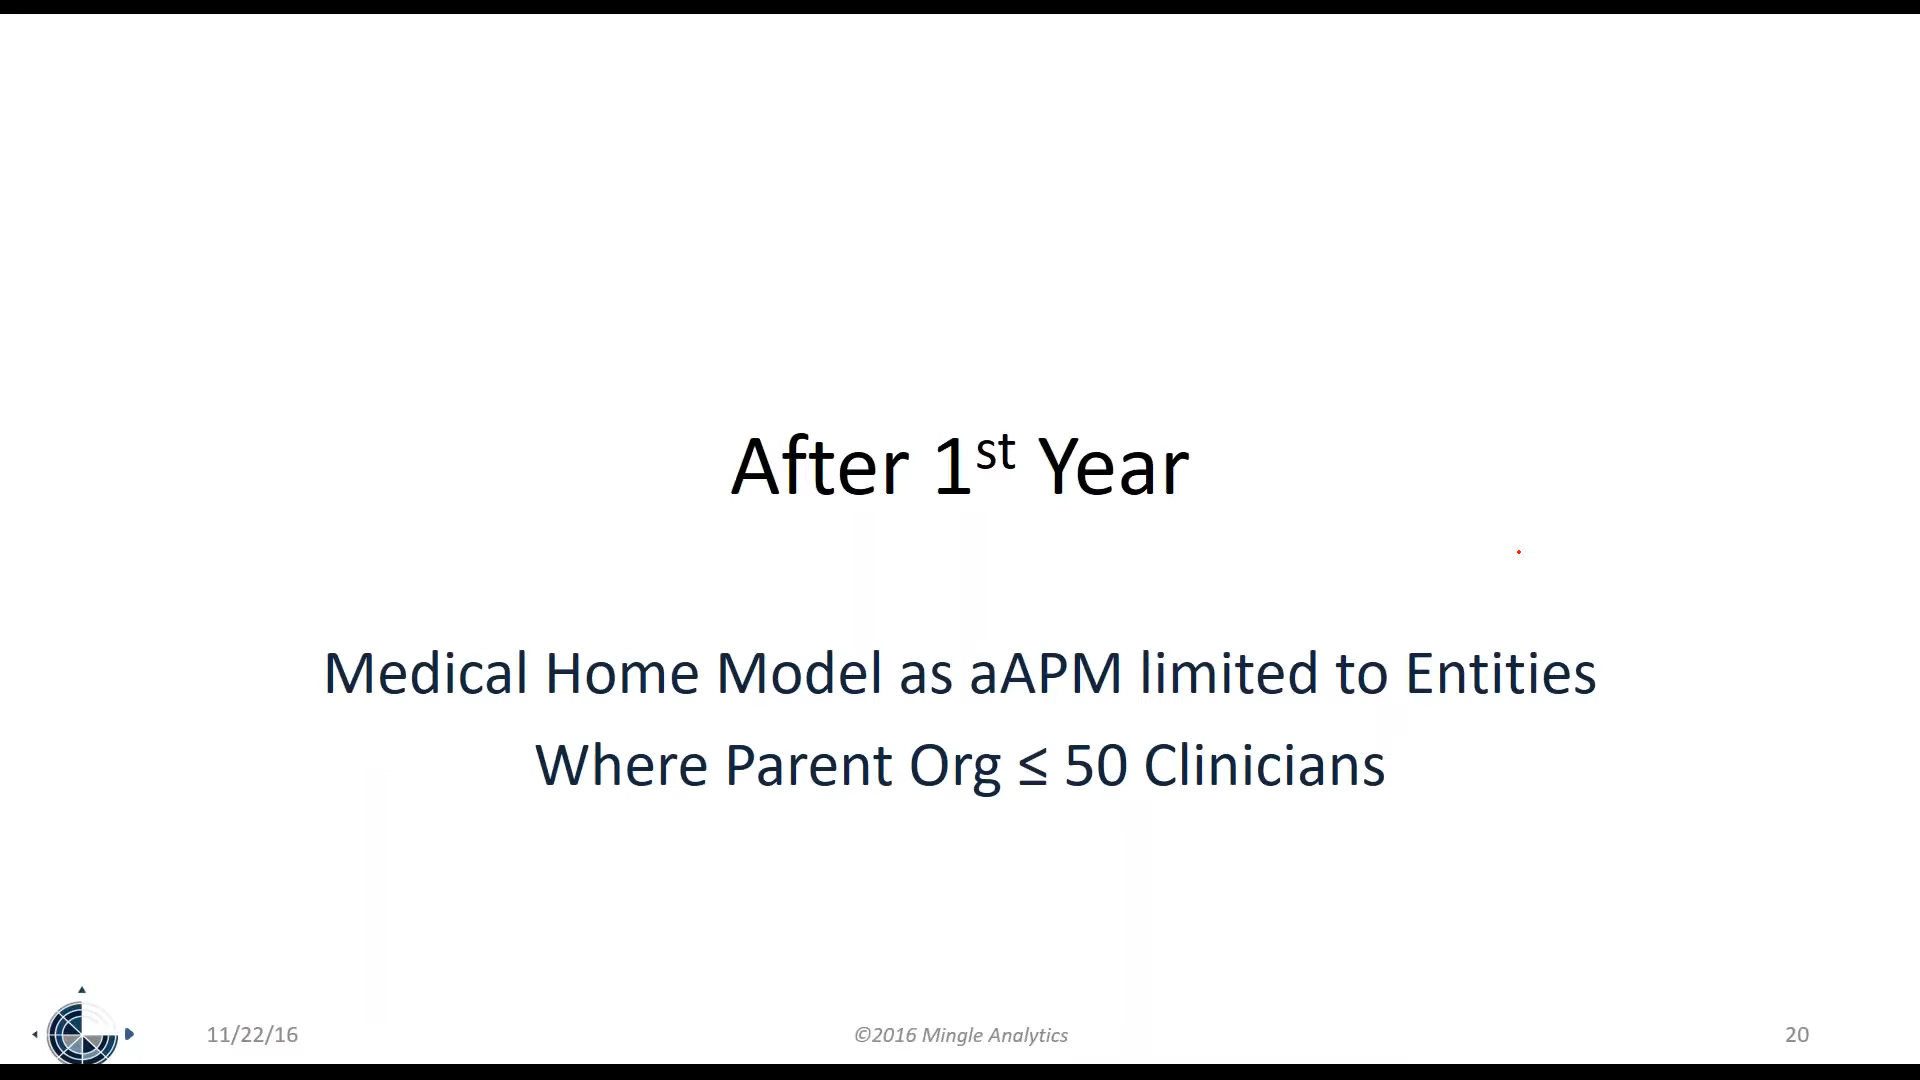 After 1st Year
Medical Home Model as aAPM limited to Entities
Where Parent Org ≤ 50 Clinicians
11/22/16
©2016 Mingle Analytics
20